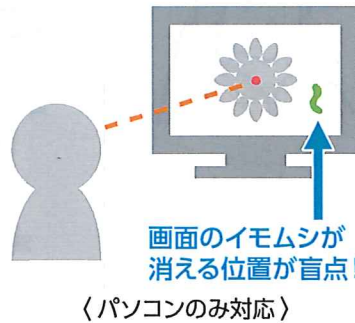 画面のイモムシが
消える位置が盲点!
〈パソコンのみ対応〉